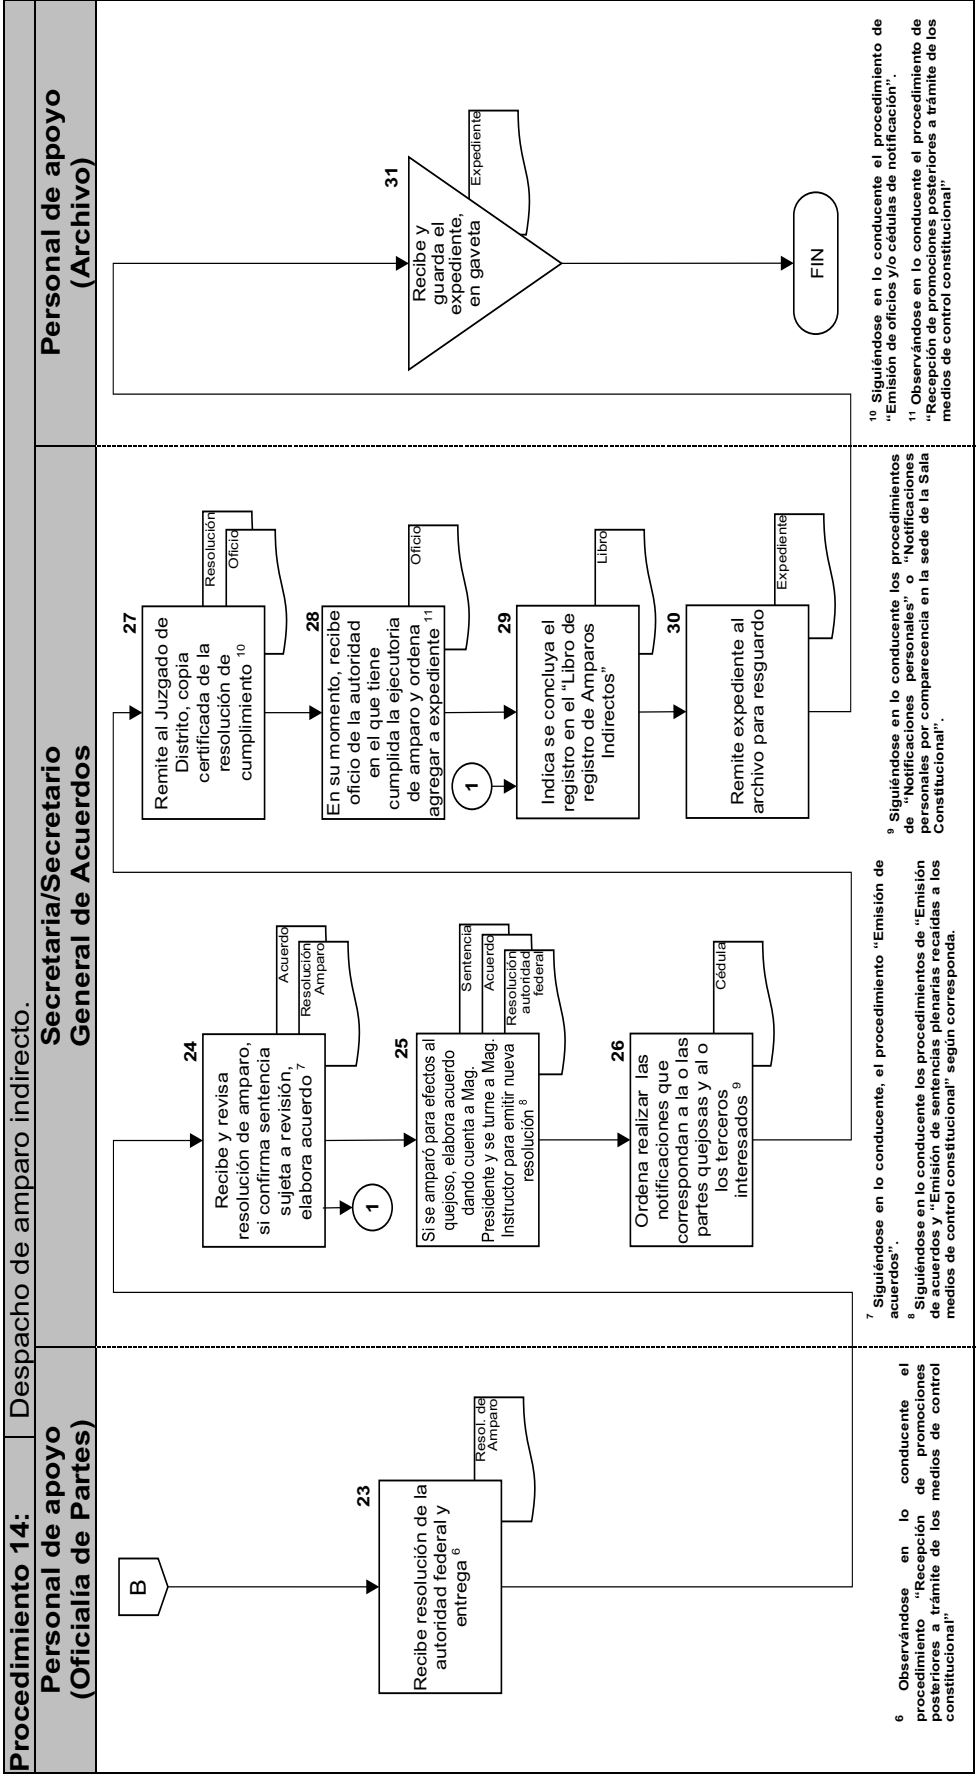 Procedimiento 14:
Despacho de amparo indirecto.
Personal de apoyo
(Oficialía de Partes)
Secretaria/Secretario
General de Acuerdos
Personal de apoyo
(Archivo)
B
23
Recibe resolución de la
autoridad federal y
entrega 6
Resol. de
Amparo
6 Observándose en lo conducente el
procedimiento “Recepción de promociones
posteriores a trámite de los medios de control
constitucional”
24
Recibe y revisa
resolución de amparo,
si confirma sentencia
sujeta a revisión,
elabora acuerdo 7
Acuerdo
Resolución
Amparo
1
25
Si se amparó para efectos al
quejoso, elabora acuerdo
dando cuenta a Mag.
Presidente y se turne a Mag.
Instructor para emitir nueva
resolución 8
Sentencia
Acuerdo
Resolución
autoridad
federal
26
Ordena realizar las
notificaciones que
correspondan a la o las
partes quejosas y al o
los terceros
interesados 9
Cédula
7 Siguiéndose en lo conducente, el procedimiento “Emisión de
acuerdos”.
8 Siguiéndose en lo conducente los procedimientos de “Emisión
de acuerdos y “Emisión de sentencias plenarias recaídas a los
medios de control constitucional” según corresponda.
27
Remite al Juzgado de
Distrito, copia
certificada de la
resolución de
cumplimiento 10
Resolución
Oficio
28
En su momento, recibe
oficio de la autoridad
en el que tiene
cumplida la ejecutoria
de amparo y ordena
agregar a expediente 11
Oficio
1
29
Indica se concluya el
registro en el “Libro de
registro de Amparos
Indirectos”
Libro
30
Remite expediente al
archivo para resguardo
Expediente
9 Siguiéndose en lo conducente los procedimientos
de “Notificaciones personales” o “Notificaciones
personales por comparecencia en la sede de la Sala
Constitucional”.
31
Recibe y
guarda el
expediente,
en gaveta
Expediente
FIN
10 Siguiéndose en lo conducente el procedimiento de
“Emisión de oficios y/o cédulas de notificación”.
11 Observándose en lo conducente el procedimiento de
“Recepción de promociones posteriores a trámite de los
medios de control constitucional”